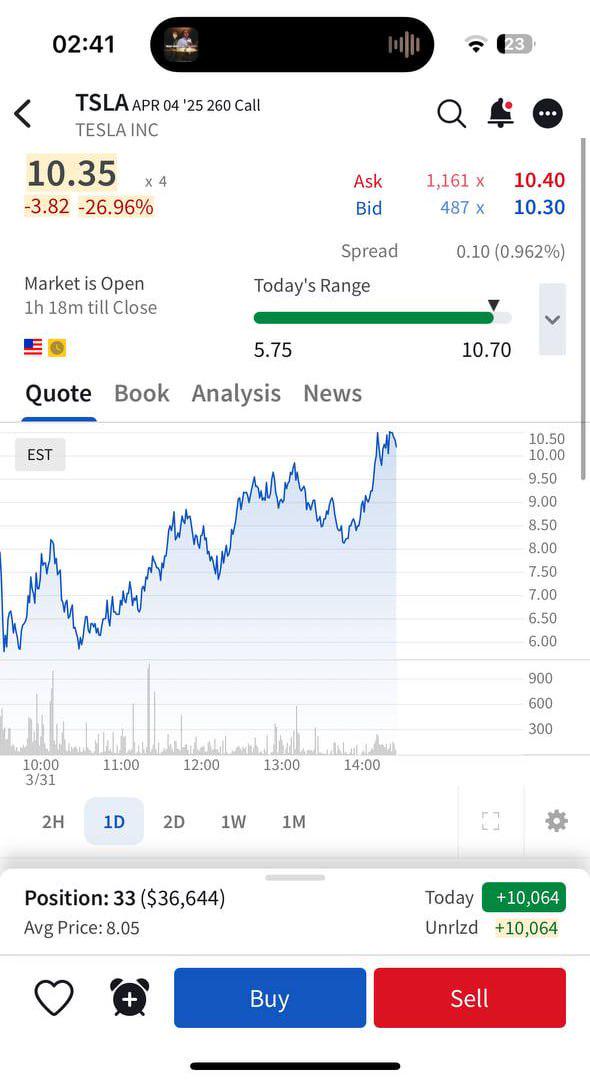 02:41
23
TSLA APR 04 '25 260 Call
TESLA INC
10.35 x 4
-3.82 -26.96%
Ask 1,161 x 10.40
Bid 487 x 10.30
Spread 0.10 (0.962%)
Market is Open
1h 18m till Close
Today's Range
5.75 10.70
Quote Book Analysis News
EST
10.50
10.00
9.50
9.00
8.50
8.00
7.50
7.00
6.50
6.00
900
600
300
10:00 11:00 12:00 13:00 14:00
3/31
2H 1D 2D 1W 1M
Position: 33 ($36,644) Today +10,064
Avg Price: 8.05 Unrlzd +10,064
Buy Sell